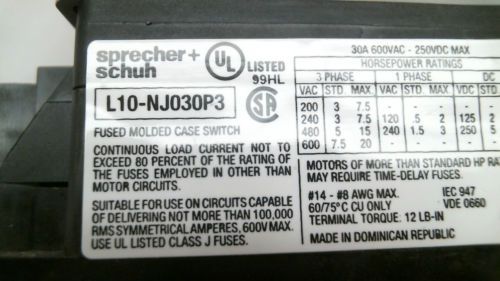 sprecher+
schuh
UL
LISTED
99HL
L10-NJ030P3
SA
FUSED MOLDED CASE SWITCH
CONTINUOUS LOAD CURRENT NOT TO
EXCEED 80 PERCENT OF THE RATING OF
THE FUSES EMPLOYED IN OTHER THAN
MOTOR CIRCUITS.
SUITABLE FOR USE ON CIRCUITS CAPABLE
OF DELIVERING NOT MORE THAN 100,000
RMS SYMMETRICAL AMPERES, 600V MAX.
USE UL LISTED CLASS J FUSES.
30A 600VAC - 250VDC MAX
HORSEPOWER RATINGS
3 PHASE 1 PHASE DC
VAC STD. MAX VAC STD. MAX VDC ST
200 3 7.5
240 3 7.5 120 .5 2 125 2
480 5 15 240 1.5 3 250 5
600 7.5 20
MOTORS OF MORE THAN STANDARD HP RA
MAY REQUIRE TIME-DELAY FUSES.
#14 - #8 AWG MAX. IEC 947
60/75°C CU ONLY VDE 0660
TERMINAL TORQUE: 12 LB-IN
MADE IN DOMINICAN REPUBLIC